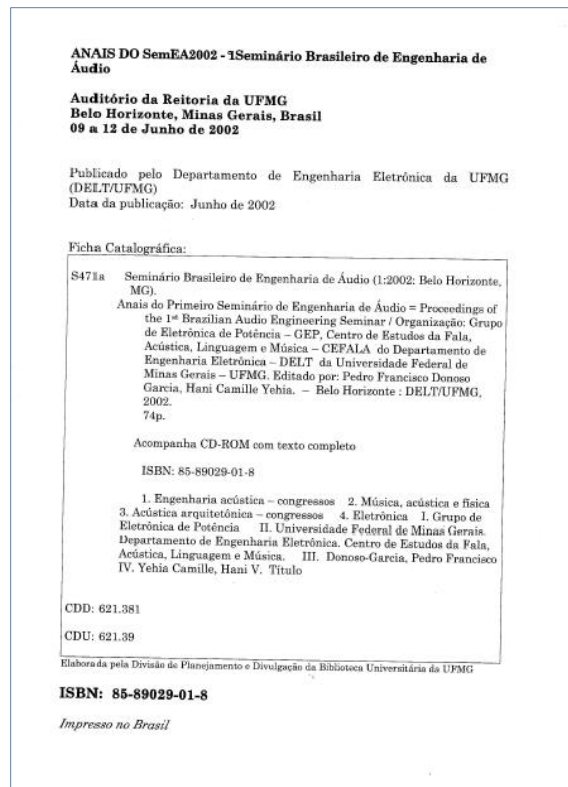 ANAIS DO SemEA2002 - 1Seminário Brasileiro de Engenharia de
Áudio
Auditório da Reitoria da UFMG
Belo Horizonte, Minas Gerais, Brasil
09 a 12 de Junho de 2002
Publicado pelo Departamento de Engenharia Eletrônica da UFMG
(DELT/UFMG)
Data da publicação: Junho de 2002
Ficha Catalográfica:
S471a Seminário Brasileiro de Engenharia de Áudio (1:2002: Belo Horizonte,
MG).
Anais do Primeiro Seminário de Engenharia de Áudio = Proceedings of
the 1st Brazilian Audio Engineering Seminar / Organização: Grupo
de Eletrônica de Potência – GEP, Centro de Estudos da Fala,
Acústica, Linguagem e Música – CEFALA do Departamento de
Engenharia Eletrônica – DELT da Universidade Federal de
Minas Gerais – UFMG. Editado por: Pedro Francisco Donoso
Garcia, Hani Camille Yehia. – Belo Horizonte : DELT/UFMG,
2002.
74p.
Acompanha CD-ROM com texto completo
ISBN: 85-89029-01-8
1. Engenharia acústica – congressos 2. Música, acústica e física
3. Acústica arquitetônica – congressos 4. Eletrônica I. Grupo de
Eletrônica de Potência II. Universidade Federal de Minas Gerais.
Departamento de Engenharia Eletrônica. Centro de Estudos da Fala,
Acústica, Linguagem e Música. III. Donoso-Garcia, Pedro Francisco
IV. Yehia Camille, Hani V. Título
CDD: 621.381
CDU: 621.39
Elaborada pela Divisão de Planejamento e Divulgação da Biblioteca Universitária da UFMG
ISBN: 85-89029-01-8
Impresso no Brasil